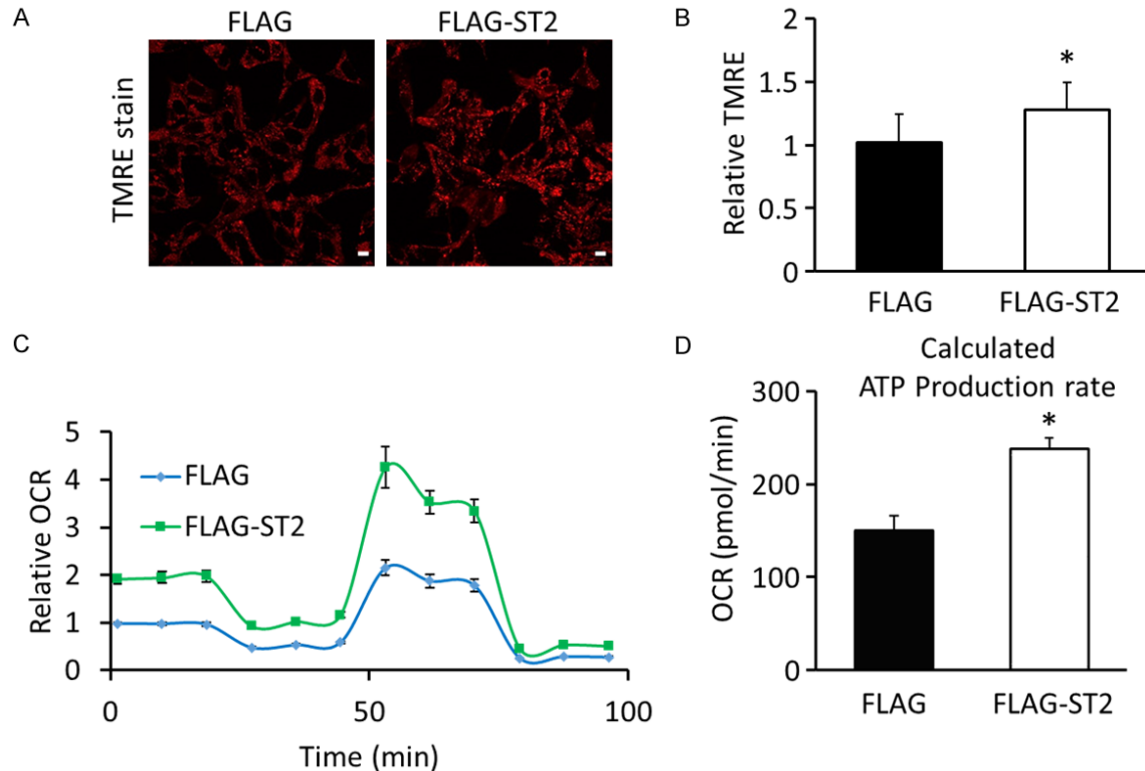 A
FLAG
FLAG-ST2
TMRE stain
B
Relative TMRE
2
1.5
1
0.5
0
*
FLAG
FLAG-ST2
C
Relative OCR
5
4
3
2
1
0
FLAG
FLAG-ST2
0
50
100
Time (min)
D
Calculated
ATP Production rate
OCR (pmol/min)
300
200
100
0
*
FLAG
FLAG-ST2